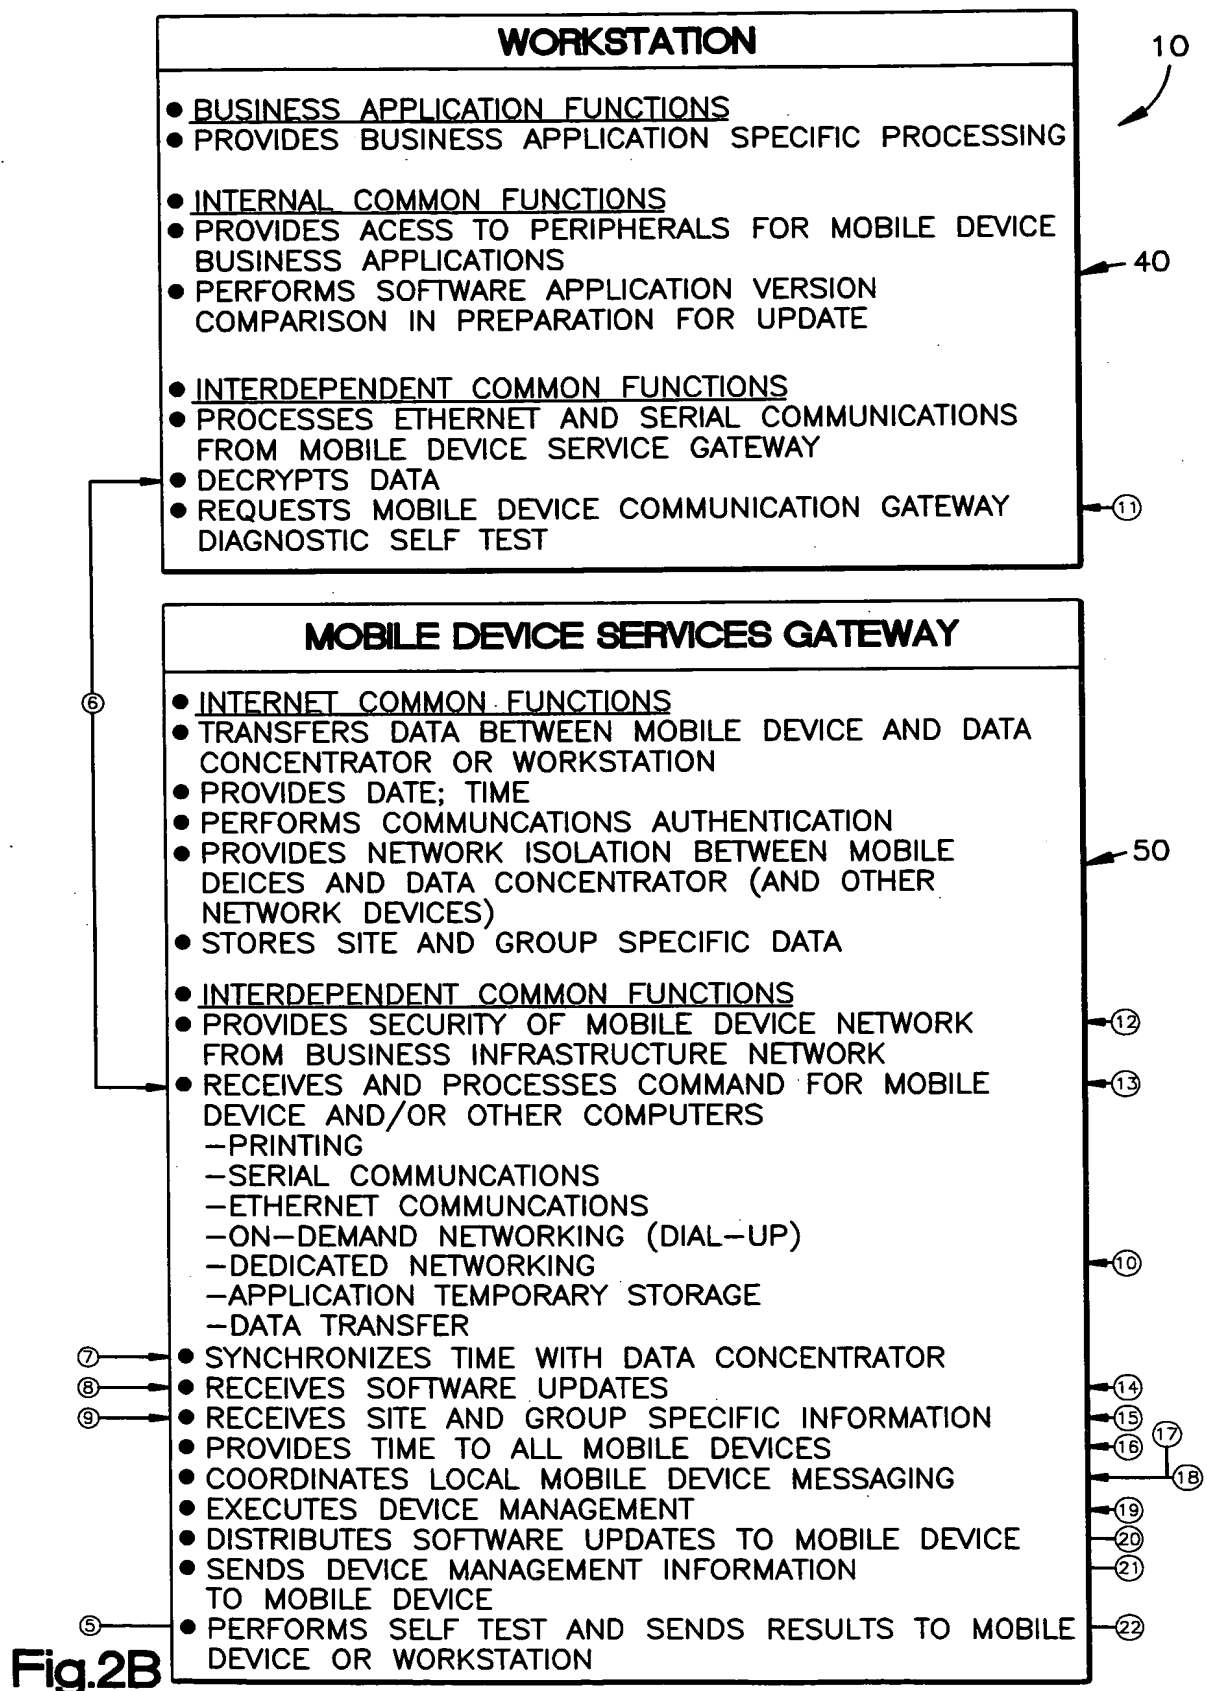 WORKSTATION
10
● BUSINESS APPLICATION FUNCTIONS
● PROVIDES BUSINESS APPLICATION SPECIFIC PROCESSING
● INTERNAL COMMON FUNCTIONS
● PROVIDES ACESS TO PERIPHERALS FOR MOBILE DEVICE
BUSINESS APPLICATIONS
40
● PERFORMS SOFTWARE APPLICATION VERSION
COMPARISON IN PREPARATION FOR UPDATE
● INTERDEPENDENT COMMON FUNCTIONS
● PROCESSES ETHERNET AND SERIAL COMMUNICATIONS
FROM MOBILE DEVICE SERVICE GATEWAY
● DECRYPTS DATA
● REQUESTS MOBILE DEVICE COMMUNICATION GATEWAY ⑪
DIAGNOSTIC SELF TEST
MOBILE DEVICE SERVICES GATEWAY
⑥ ● INTERNET COMMON FUNCTIONS
● TRANSFERS DATA BETWEEN MOBILE DEVICE AND DATA
CONCENTRATOR OR WORKSTATION
● PROVIDES DATE; TIME
● PERFORMS COMMUNCATIONS AUTHENTICATION
● PROVIDES NETWORK ISOLATION BETWEEN MOBILE 50
DEICES AND DATA CONCENTRATOR (AND OTHER
NETWORK DEVICES)
● STORES SITE AND GROUP SPECIFIC DATA
● INTERDEPENDENT COMMON FUNCTIONS
● PROVIDES SECURITY OF MOBILE DEVICE NETWORK ⑫
FROM BUSINESS INFRASTRUCTURE NETWORK
● RECEIVES AND PROCESSES COMMAND FOR MOBILE ⑬
DEVICE AND/OR OTHER COMPUTERS
–PRINTING
–SERIAL COMMUNCATIONS
–ETHERNET COMMUNCATIONS
–ON–DEMAND NETWORKING (DIAL–UP)
–DEDICATED NETWORKING ⑩
–APPLICATION TEMPORARY STORAGE
–DATA TRANSFER
⑦ ● SYNCHRONIZES TIME WITH DATA CONCENTRATOR
⑧ ● RECEIVES SOFTWARE UPDATES ⑭
⑨ ● RECEIVES SITE AND GROUP SPECIFIC INFORMATION ⑮
● PROVIDES TIME TO ALL MOBILE DEVICES ⑯ ⑰
● COORDINATES LOCAL MOBILE DEVICE MESSAGING ⑱
● EXECUTES DEVICE MANAGEMENT ⑲
● DISTRIBUTES SOFTWARE UPDATES TO MOBILE DEVICE ⑳
● SENDS DEVICE MANAGEMENT INFORMATION ㉑
TO MOBILE DEVICE
⑤ ● PERFORMS SELF TEST AND SENDS RESULTS TO MOBILE ㉒
DEVICE OR WORKSTATION
Fig.2B